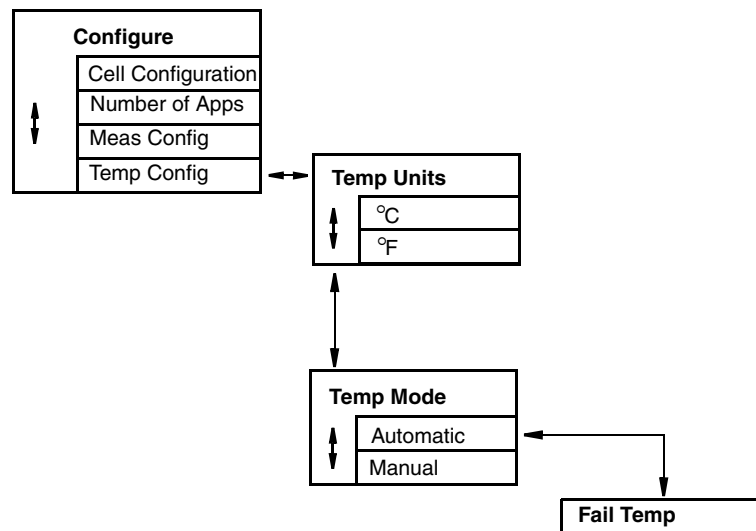 Configure
Cell Configuration
Number of Apps
Meas Config
Temp Config
Temp Units
°C
°F
Temp Mode
Automatic
Manual
Fail Temp